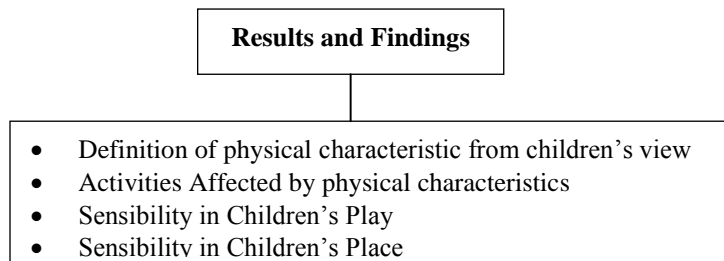 Results and Findings
• Definition of physical characteristic from children’s view
• Activities Affected by physical characteristics
• Sensibility in Children’s Play
• Sensibility in Children’s Place